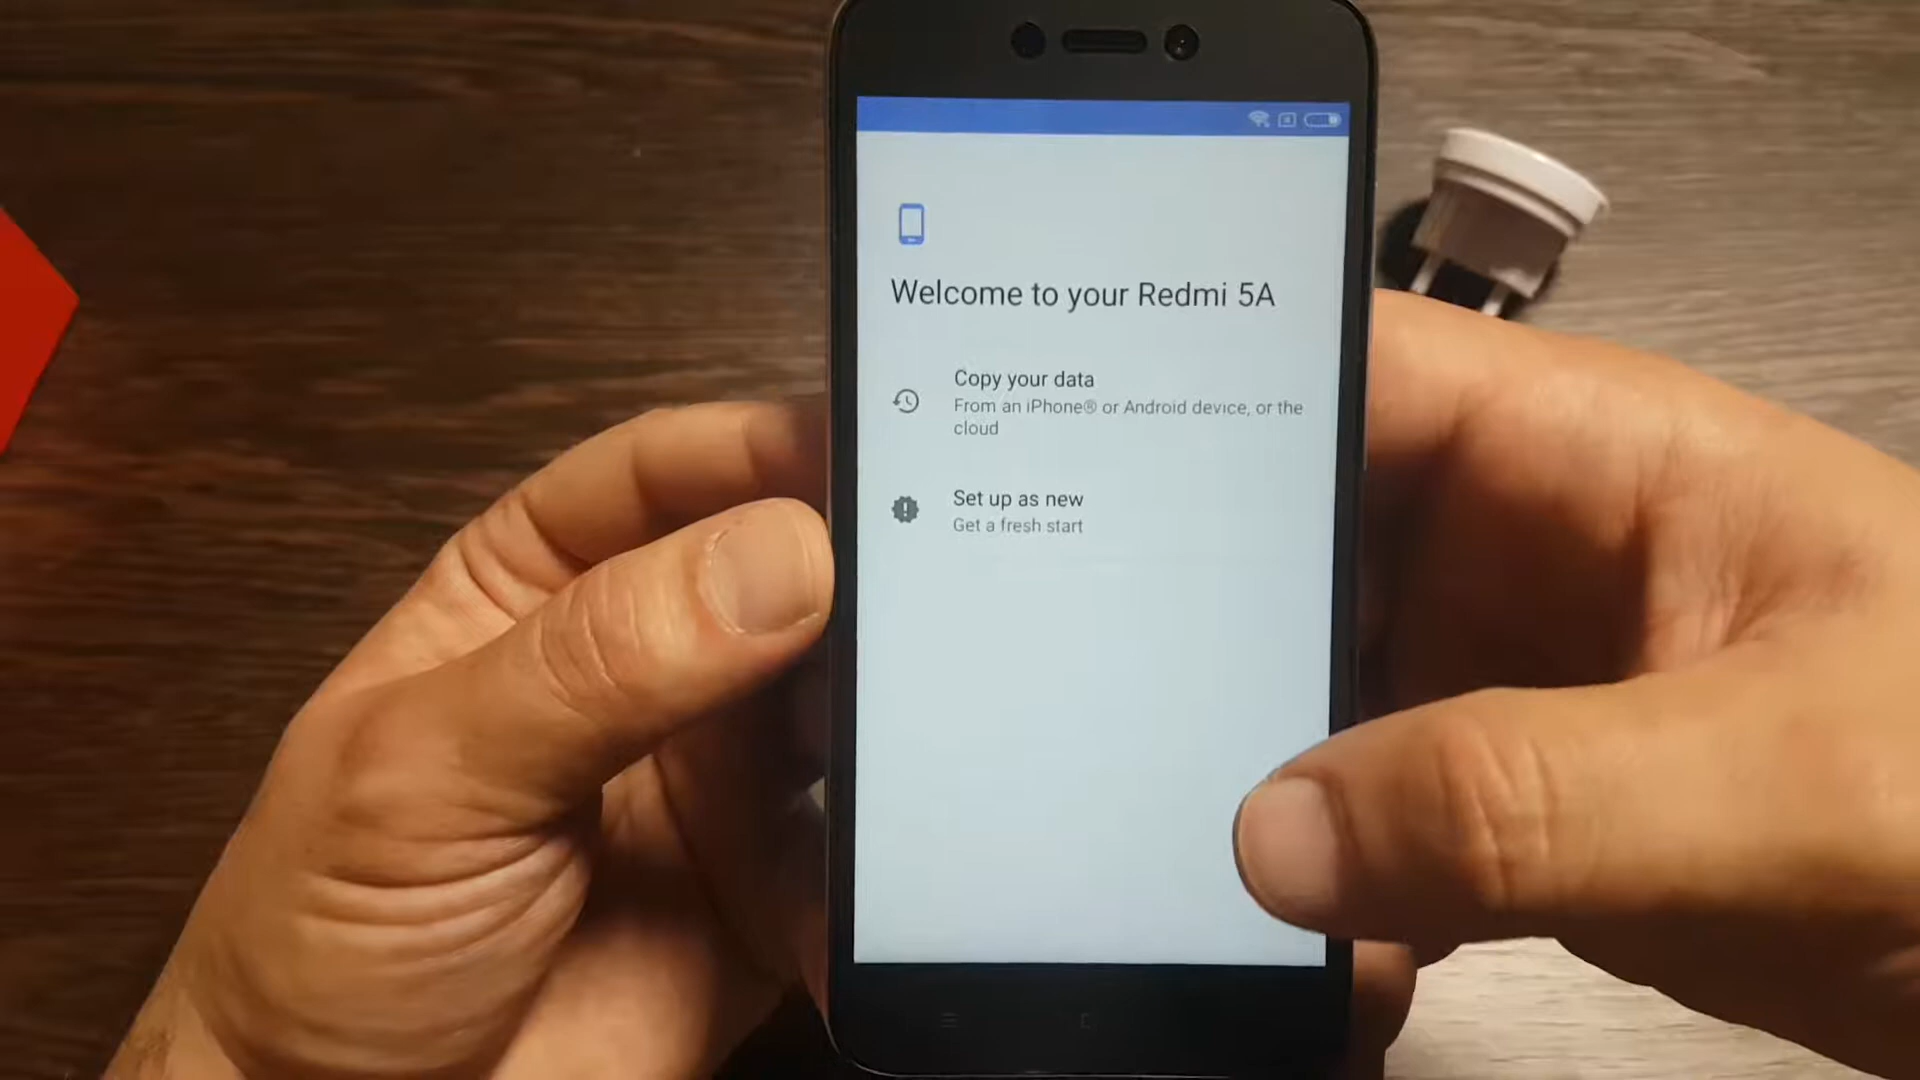 Welcome to your Redmi 5A
Copy your data
From an iPhone® or Android device, or the
cloud
Set up as new
Get a fresh start